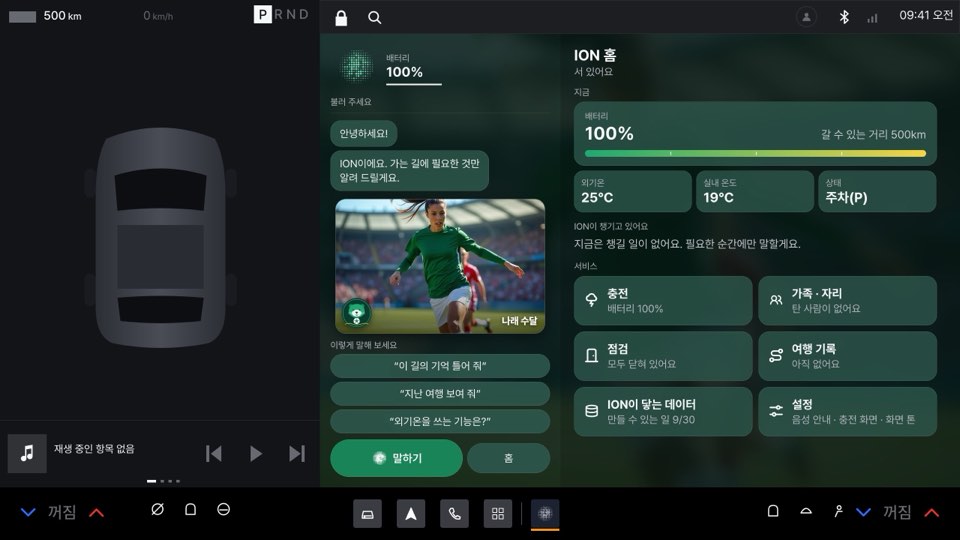 500 km
0 km/h
P R N D
09:41 오전
배터리
100%
불러 주세요
안녕하세요!
ION이에요. 가는 길에 필요한 것만
알려 드릴게요.
나래 수달
이렇게 말해 보세요
“이 길의 기억 틀어 줘”
“지난 여행 보여 줘”
“외기온을 쓰는 기능은?”
말하기
홈
ION 홈
서 있어요
지금
배터리
100%
갈 수 있는 거리 500km
외기온
25°C
실내 온도
19°C
상태
주차(P)
ION이 챙기고 있어요
지금은 챙길 일이 없어요. 필요한 순간에만 말할게요.
서비스
충전
배터리 100%
가족 · 자리
탄 사람이 없어요
점검
모두 닫혀 있어요
여행 기록
아직 없어요
ION이 닿는 데이터
만들 수 있는 일 9/30
설정
음성 안내 · 충전 화면 · 화면 톤
재생 중인 항목 없음
꺼짐
꺼짐